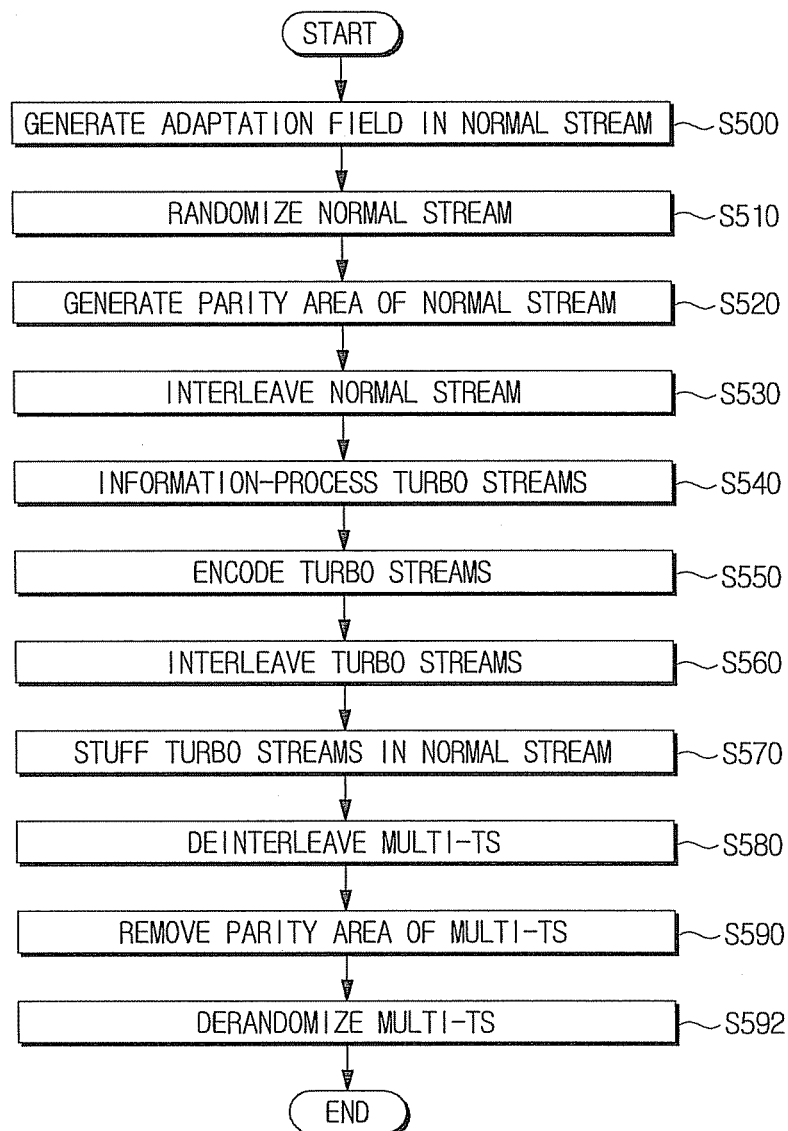 START
GENERATE ADAPTATION FIELD IN NORMAL STREAM S500
RANDOMIZE NORMAL STREAM S510
GENERATE PARITY AREA OF NORMAL STREAM S520
INTERLEAVE NORMAL STREAM S530
INFORMATION-PROCESS TURBO STREAMS S540
ENCODE TURBO STREAMS S550
INTERLEAVE TURBO STREAMS S560
STUFF TURBO STREAMS IN NORMAL STREAM S570
DEINTERLEAVE MULTI-TS S580
REMOVE PARITY AREA OF MULTI-TS S590
DERANDOMIZE MULTI-TS S592
END